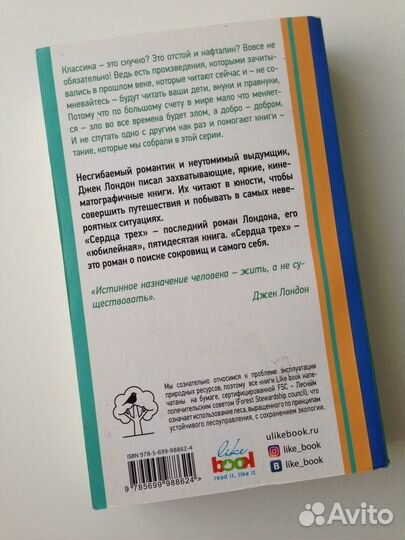 Классика – это скучно? Это отстой и нафталин? Вовсе не
обязательно! Ведь есть произведения, которыми зачиты-
вались в прошлом веке, которые читают сейчас и – не со-
мневайтесь – будут читать ваши дети, внуки и правнуки.
Потому что по большому счету в мире мало что меняет-
ся – зло во все времена будет злом, а добро – добром.
И не спутать одно с другим как раз и помогают книги –
такие, которые мы собрали в этой серии.
Несгибаемый романтик и неутомимый выдумщик,
Джек Лондон писал захватывающие, яркие, кине-
матографичные книги. Их читают в юности, чтобы
совершить путешествия и побывать в самых неве-
роятных ситуациях.
«Сердца трех» – последний роман Лондона, его
«юбилейная», пятидесятая книга. «Сердца трех» –
это роман о поиске сокровищ и самого себя.
«Истинное назначение человека – жить, а не су-
ществовать».
Джек Лондон
Мы сознательно относимся к проблеме эксплуатации
природных ресурсов, поэтому все книги Like book напе-
чатаны на бумаге, сертифицированной FSC – Лесным
попечительским советом (Forest Stewardship council), что
означает использование леса, выращенного по принципам
устойчивого лесоуправления, с сохранением экологии.
ISBN 978-5-699-98862-4
9 785699 988624 >
like
book
read it. like it
ulikebook.ru
like_book
B like_book
Avito